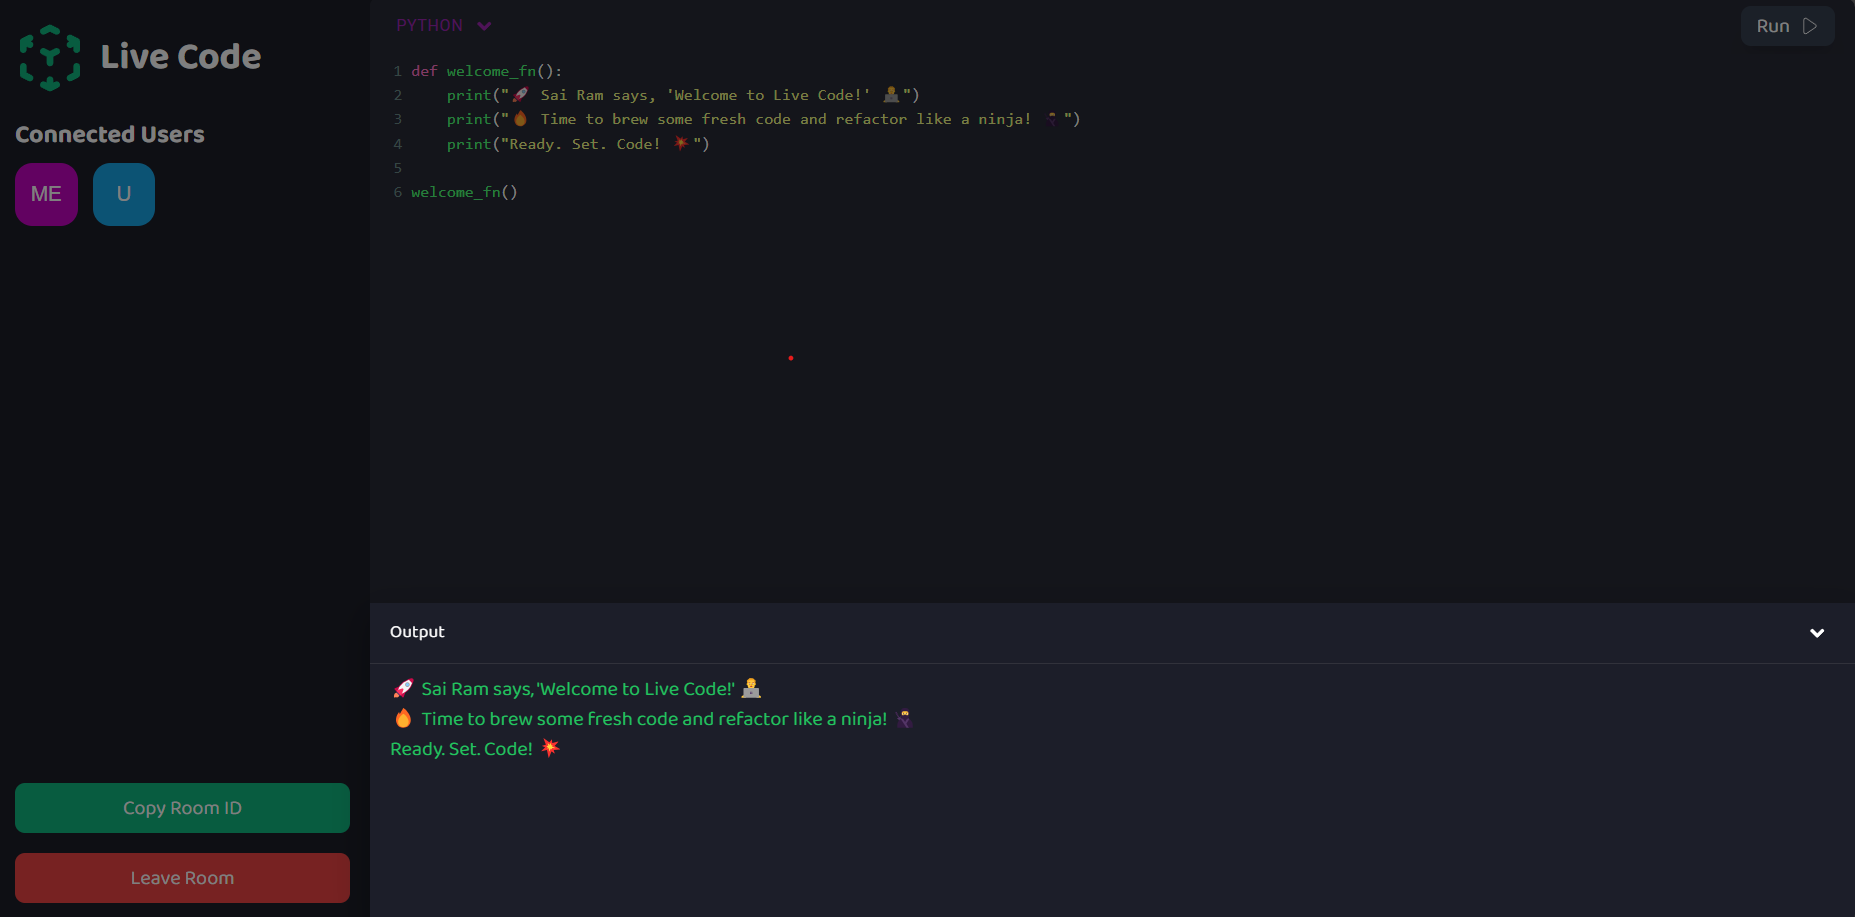 Live Code
Connected Users
ME
U
Copy Room ID
Leave Room
PYTHON
Run
1 def welcome_fn():
2     print("🚀 Sai Ram says, 'Welcome to Live Code!' 🧑‍💻")
3     print("🔥 Time to brew some fresh code and refactor like a ninja! 🥷")
4     print("Ready. Set. Code! 💥")
5
6 welcome_fn()
Output
🚀 Sai Ram says, 'Welcome to Live Code!' 🧑‍💻
🔥 Time to brew some fresh code and refactor like a ninja! 🥷
Ready. Set. Code! 💥